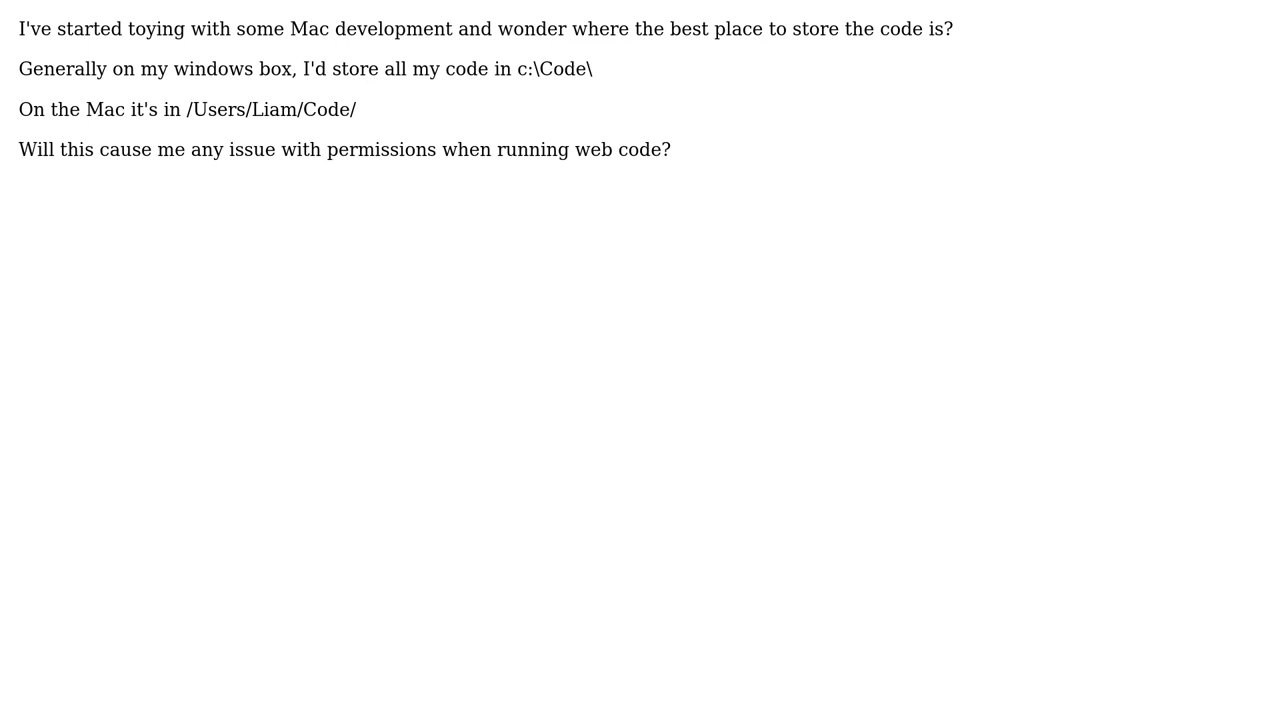 I've started toying with some Mac development and wonder where the best place to store the code is?
Generally on my windows box, I'd store all my code in c:\Code\
On the Mac it's in /Users/Liam/Code/
Will this cause me any issue with permissions when running web code?